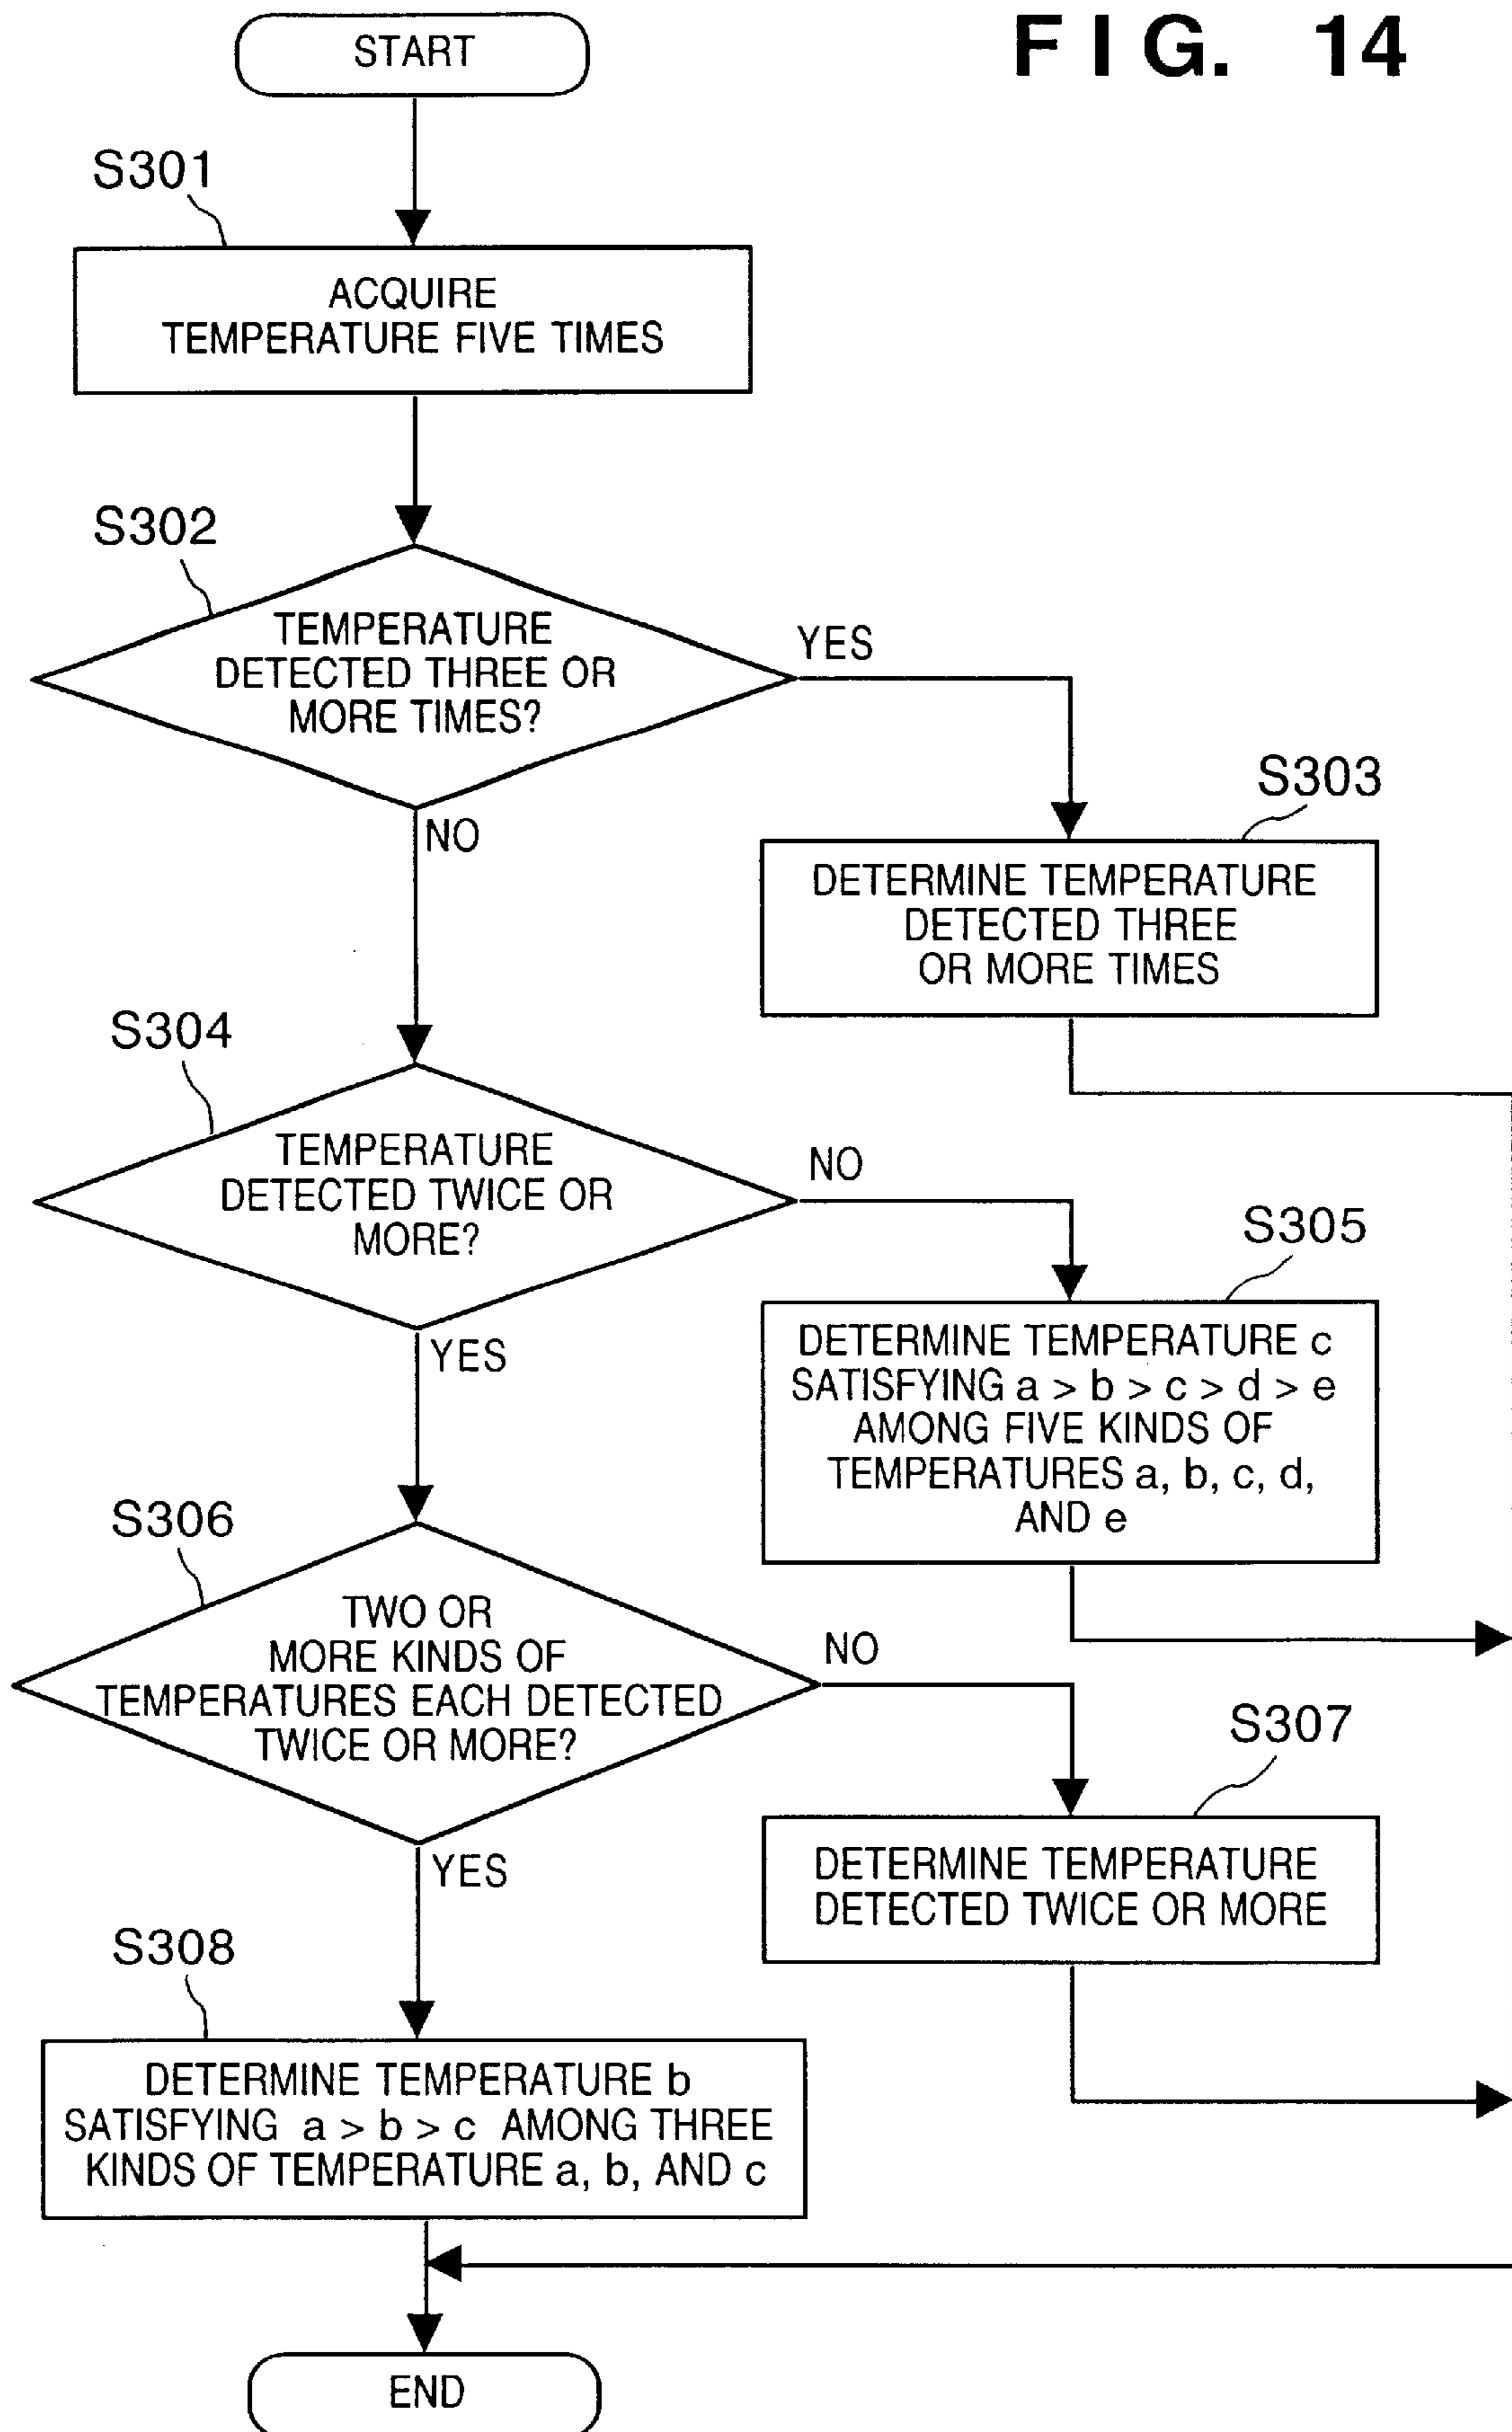 FIG. 14
START
S301
ACQUIRE
TEMPERATURE FIVE TIMES
S302
TEMPERATURE
DETECTED THREE OR
MORE TIMES?
YES
NO
S303
DETERMINE TEMPERATURE
DETECTED THREE
OR MORE TIMES
S304
TEMPERATURE
DETECTED TWICE OR
MORE?
NO
YES
S305
DETERMINE TEMPERATURE c
SATISFYING a > b > c > d > e
AMONG FIVE KINDS OF
TEMPERATURES a, b, c, d,
AND e
S306
TWO OR
MORE KINDS OF
TEMPERATURES EACH DETECTED
TWICE OR MORE?
NO
YES
S307
DETERMINE TEMPERATURE
DETECTED TWICE OR MORE
S308
DETERMINE TEMPERATURE b
SATISFYING a > b > c AMONG THREE
KINDS OF TEMPERATURE a, b, AND c
END